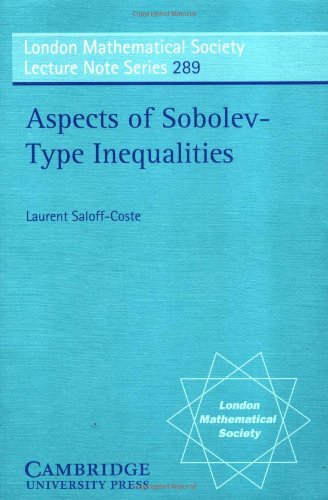 London Mathematical Society
Lecture Note Series 289
Aspects of Sobolev-
Type Inequalities
Laurent Saloff-Coste
London
Mathematical
Society
CAMBRIDGE
UNIVERSITY PRESS